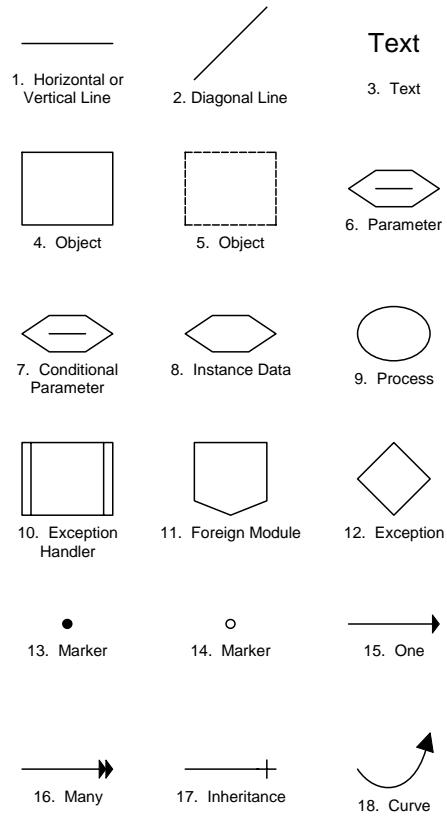 Text
1. Horizontal or
Vertical Line
2. Diagonal Line
3. Text
4. Object
5. Object
6. Parameter
7. Conditional
Parameter
8. Instance Data
9. Process
10. Exception
Handler
11. Foreign Module
12. Exception
13. Marker
14. Marker
15. One
16. Many
17. Inheritance
18. Curve